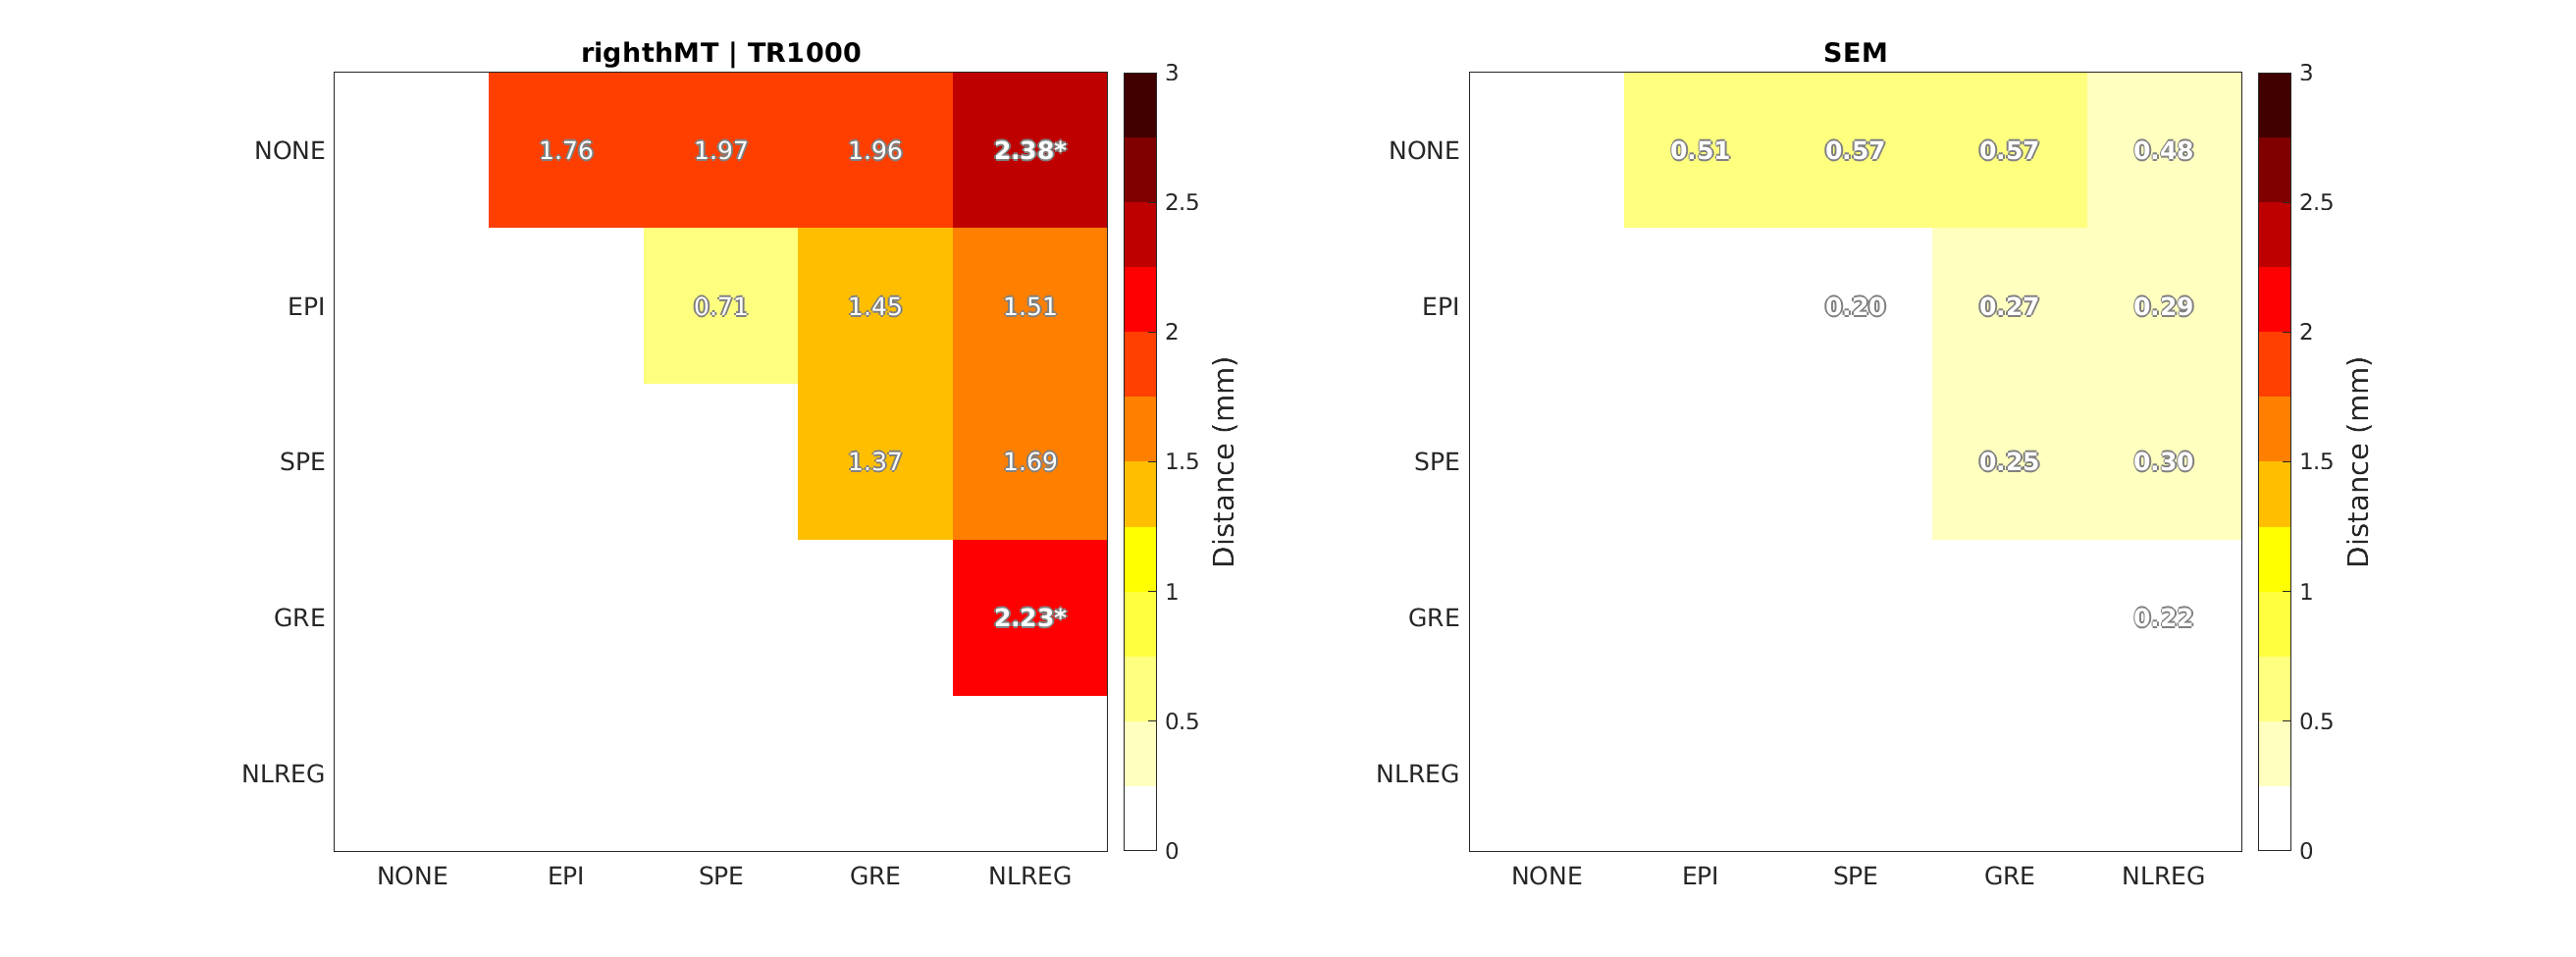 righthMT | TR1000
NONE 1.76 1.97 1.96 2.38*
EPI 0.71 1.45 1.51
SPE 1.37 1.69
GRE 2.23*
NLREG
NONE EPI SPE GRE NLREG
3
2.5
2
1.5
1
0.5
0
Distance (mm)
SEM
NONE 0.51 0.57 0.57 0.48
EPI 0.20 0.27 0.29
SPE 0.25 0.30
GRE 0.22
NLREG
NONE EPI SPE GRE NLREG
3
2.5
2
1.5
1
0.5
0
Distance (mm)